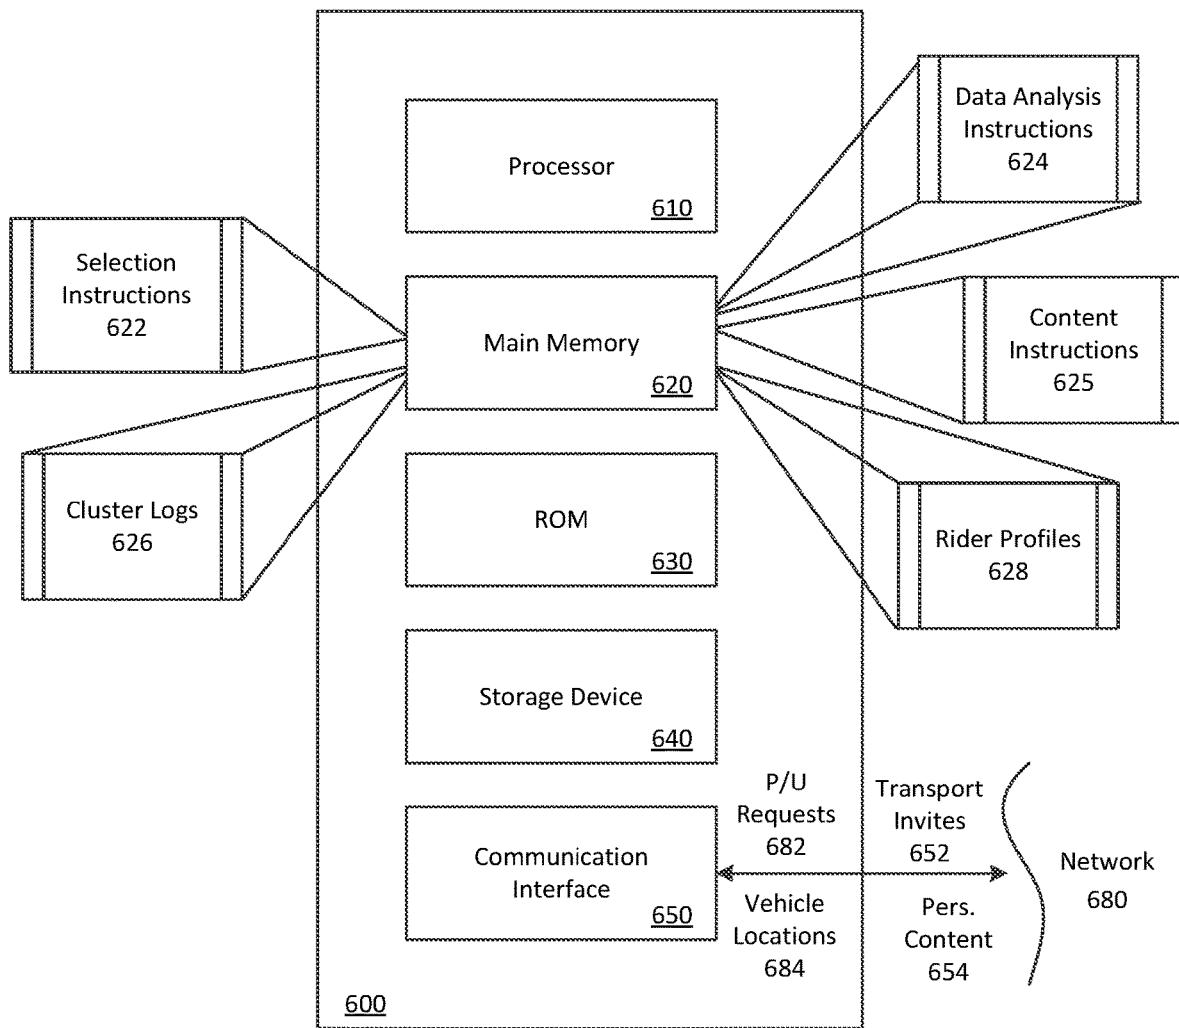 Processor
610
Data Analysis
Instructions
624
Selection
Instructions
622
Main Memory
620
Content
Instructions
625
Cluster Logs
626
ROM
630
Rider Profiles
628
Storage Device
640
P/U
Requests
682
Transport
Invites
652
Communication
Interface
650
Vehicle
Locations
684
Pers.
Content
654
Network
680
600